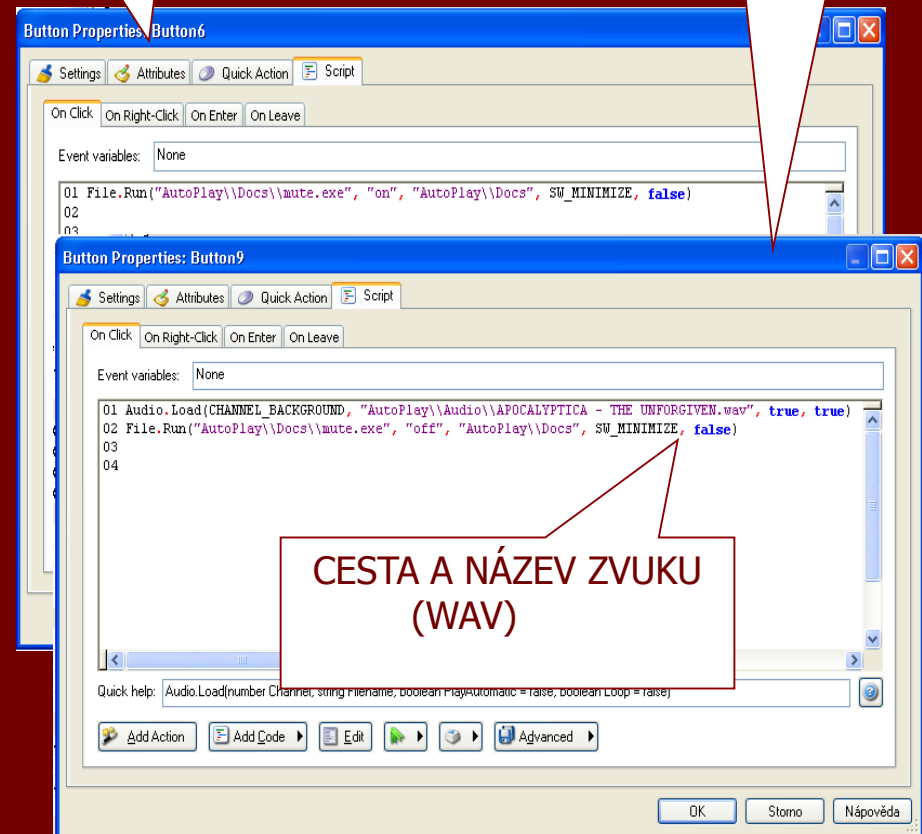 Button Properties: Button6
Settings Attributes Quick Action Script
On Click On Right-Click On Enter On Leave
Event variables: None
01 File.Run("AutoPlay\\Docs\\mute.exe", "on", "AutoPlay\\Docs", SW_MINIMIZE, false)
02
03
Button Properties: Button9
Settings Attributes Quick Action Script
On Click On Right-Click On Enter On Leave
Event variables: None
01 Audio.Load(CHANNEL_BACKGROUND, "AutoPlay\\Audio\\APOCALYPTICA - THE UNFORGIVEN.wav", true, true)
02 File.Run("AutoPlay\\Docs\\mute.exe", "off", "AutoPlay\\Docs", SW_MINIMIZE, false)
03
04
CESTA A NÁZEV ZVUKU
(WAV)
Quick help: Audio.Load(number Channel, string Filename, boolean PlayAutomatic = false, boolean Loop = false)
Add Action Add Code Edit Advanced
OK Storno Nápověda